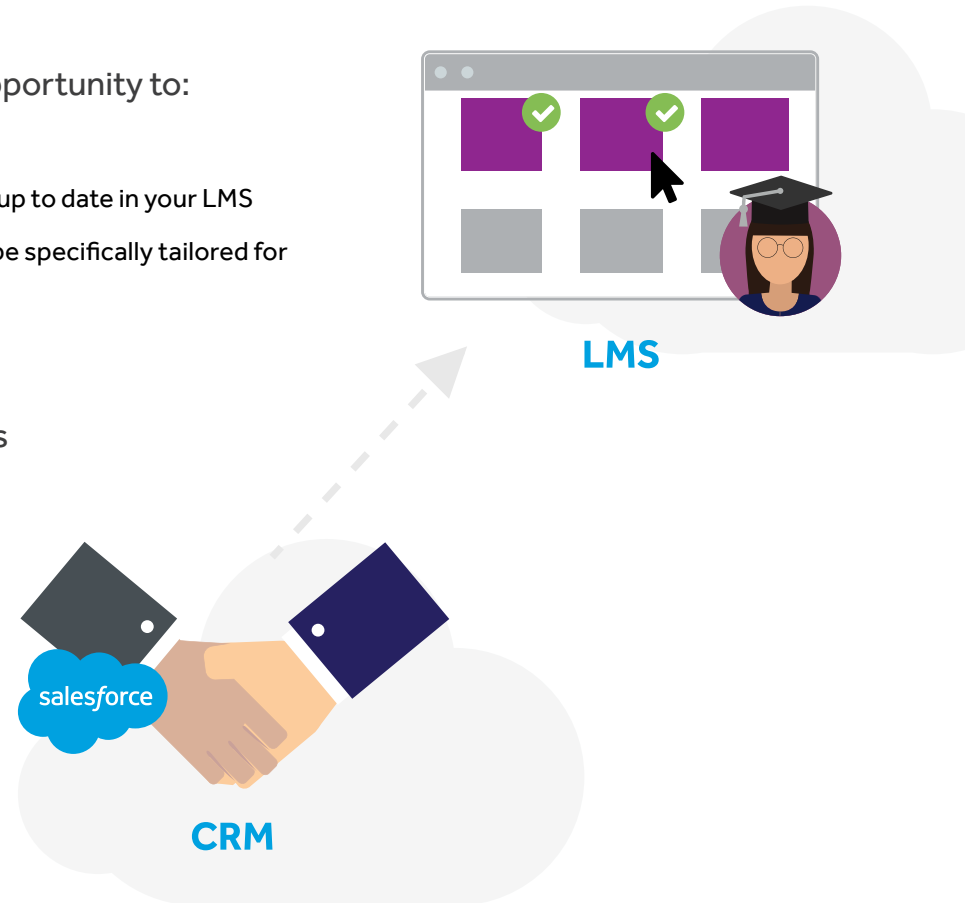 pportunity to:
up to date in your LMS
be specifically tailored for
LMS
s
salesforce
CRM